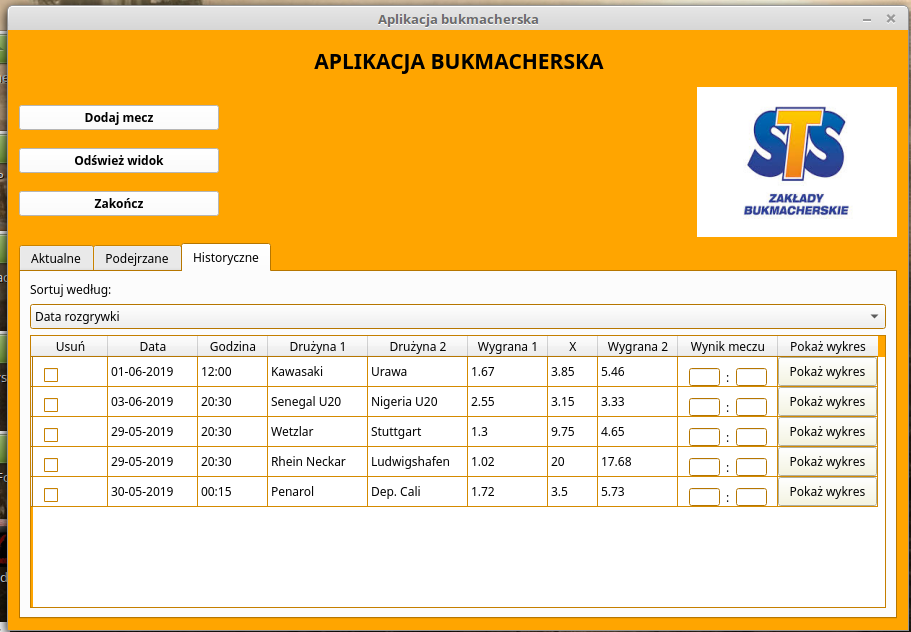 Aplikacja bukmacherska
APLIKACJA BUKMACHERSKA
Dodaj mecz
Odśwież widok
Zakończ
STS
ZAKŁADY
BUKMACHERSKIE
Aktualne Podejrzane Historyczne
Sortuj według:
Data rozgrywki
Usuń Data Godzina Drużyna 1 Drużyna 2 Wygrana 1 X Wygrana 2 Wynik meczu Pokaż wykres
01-06-2019 12:00 Kawasaki Urawa 1.67 3.85 5.46 : Pokaż wykres
03-06-2019 20:30 Senegal U20 Nigeria U20 2.55 3.15 3.33 : Pokaż wykres
29-05-2019 20:30 Wetzlar Stuttgart 1.3 9.75 4.65 : Pokaż wykres
29-05-2019 20:30 Rhein Neckar Ludwigshafen 1.02 20 17.68 : Pokaż wykres
30-05-2019 00:15 Penarol Dep. Cali 1.72 3.5 5.73 : Pokaż wykres